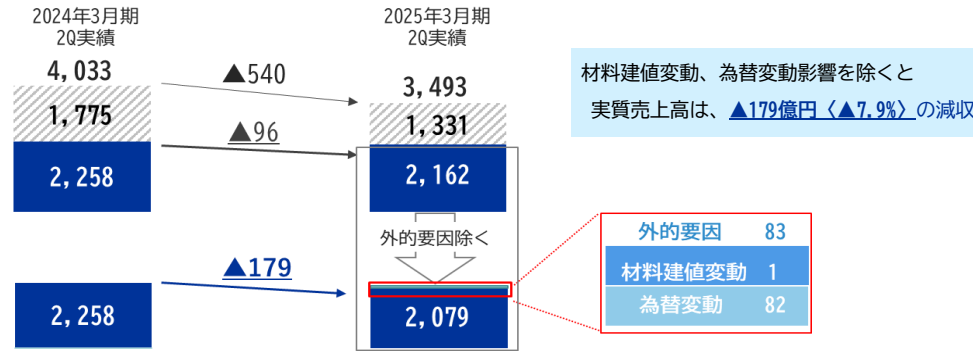 2024年3月期
2Q実績
2025年3月期
2Q実績
4,033
▲540
3,493
1,775
1,331
▲96
2,258
2,162
外的要因除く
▲179
2,258
2,079
材料建値変動、為替変動影響を除くと
実質売上高は、▲179億円〈▲7.9%〉の減収
外的要因 83
材料建値変動 1
為替変動 82